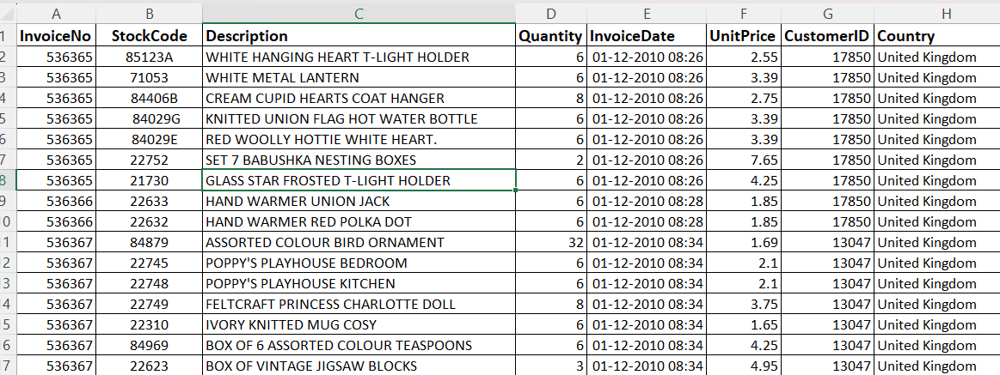 A B C D E F G H
1 InvoiceNo StockCode Description Quantity InvoiceDate UnitPrice CustomerID Country
2 536365 85123A WHITE HANGING HEART T-LIGHT HOLDER 6 01-12-2010 08:26 2.55 17850 United Kingdom
3 536365 71053 WHITE METAL LANTERN 6 01-12-2010 08:26 3.39 17850 United Kingdom
4 536365 84406B CREAM CUPID HEARTS COAT HANGER 8 01-12-2010 08:26 2.75 17850 United Kingdom
5 536365 84029G KNITTED UNION FLAG HOT WATER BOTTLE 6 01-12-2010 08:26 3.39 17850 United Kingdom
6 536365 84029E RED WOOLLY HOTTIE WHITE HEART. 6 01-12-2010 08:26 3.39 17850 United Kingdom
7 536365 22752 SET 7 BABUSHKA NESTING BOXES 2 01-12-2010 08:26 7.65 17850 United Kingdom
8 536365 21730 GLASS STAR FROSTED T-LIGHT HOLDER 6 01-12-2010 08:26 4.25 17850 United Kingdom
9 536366 22633 HAND WARMER UNION JACK 6 01-12-2010 08:28 1.85 17850 United Kingdom
0 536366 22632 HAND WARMER RED POLKA DOT 6 01-12-2010 08:28 1.85 17850 United Kingdom
1 536367 84879 ASSORTED COLOUR BIRD ORNAMENT 32 01-12-2010 08:34 1.69 13047 United Kingdom
2 536367 22745 POPPY'S PLAYHOUSE BEDROOM 6 01-12-2010 08:34 2.1 13047 United Kingdom
3 536367 22748 POPPY'S PLAYHOUSE KITCHEN 6 01-12-2010 08:34 2.1 13047 United Kingdom
4 536367 22749 FELTCRAFT PRINCESS CHARLOTTE DOLL 8 01-12-2010 08:34 3.75 13047 United Kingdom
5 536367 22310 IVORY KNITTED MUG COSY 6 01-12-2010 08:34 1.65 13047 United Kingdom
6 536367 84969 BOX OF 6 ASSORTED COLOUR TEASPOONS 6 01-12-2010 08:34 4.25 13047 United Kingdom
7 536367 22623 BOX OF VINTAGE JIGSAW BLOCKS 3 01-12-2010 08:34 4.95 13047 United Kingdom